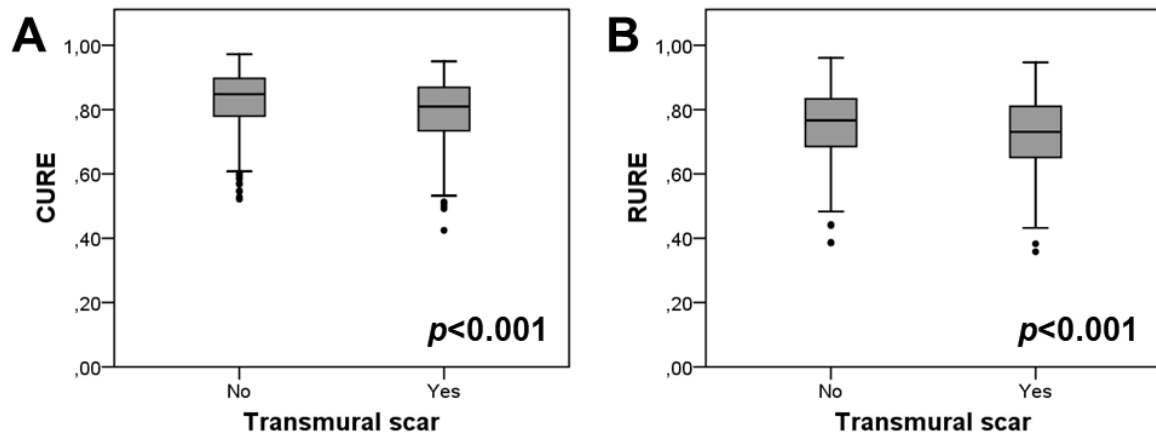 A
1,00
,80
,60
,40
,20
,00
CURE
p<0.001
No Yes
Transmural scar
B
1,00
,80
,60
,40
,20
,00
RURE
p<0.001
No Yes
Transmural scar